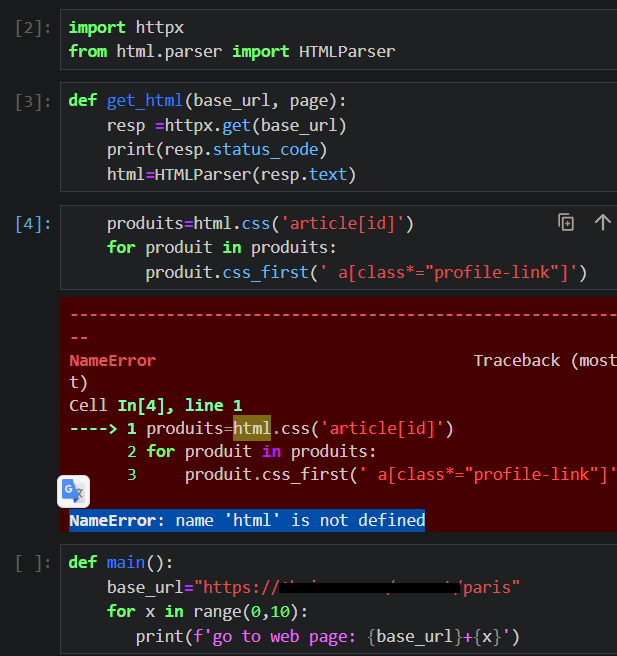 [2]: import httpx
from html.parser import HTMLParser
[3]: def get_html(base_url, page):
resp =httpx.get(base_url)
print(resp.status_code)
html=HTMLParser(resp.text)
[4]: produits=html.css('article[id]')
for produit in produits:
produit.css_first(' a[class*="profile-link"]')
---------------------------------------------------------
--
NameError Traceback (most
t)
Cell In[4], line 1
----> 1 produits=html.css('article[id]')
2 for produit in produits:
3 produit.css_first(' a[class*="profile-link"]'
G
NameError: name 'html' is not defined
[ ]: def main():
base_url="https:// /paris"
for x in range(0,10):
print(f'go to web page: {base_url}+{x}')